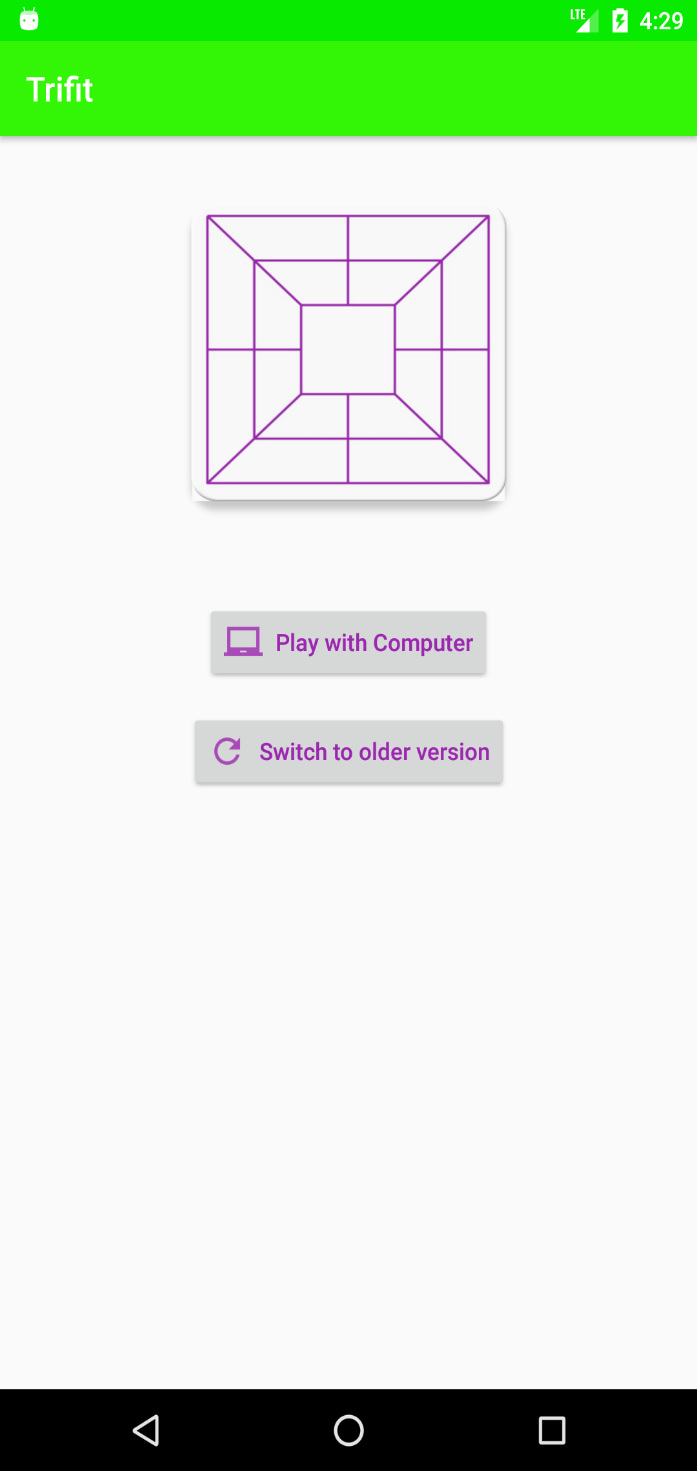 LTE 4:29
Trifit
Play with Computer
Switch to older version